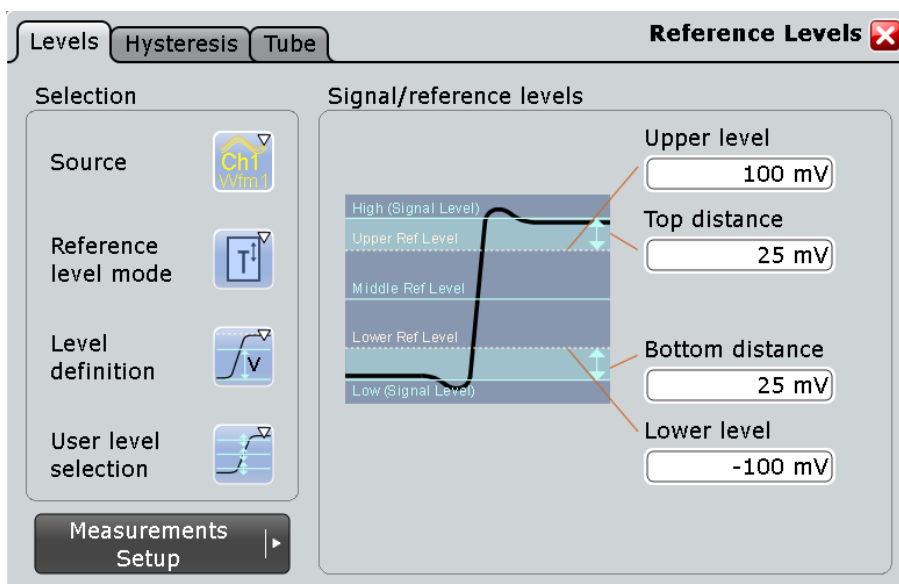 Levels Hysteresis Tube Reference Levels
Selection
Source
Ch1
Wfm1
Reference
level mode
T
Level
definition
V
User level
selection
Measurements
Setup
Signal/reference levels
High (Signal Level)
Upper Ref Level
Middle Ref Level
Lower Ref Level
Low (Signal Level)
Upper level
100 mV
Top distance
25 mV
Bottom distance
25 mV
Lower level
-100 mV